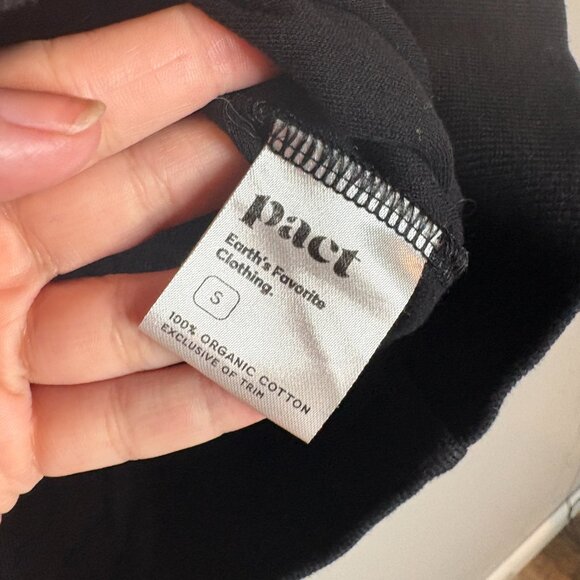 pact
Earth's Favorite
Clothing.
S
100% ORGANIC COTTON
EXCLUSIVE OF TRIM